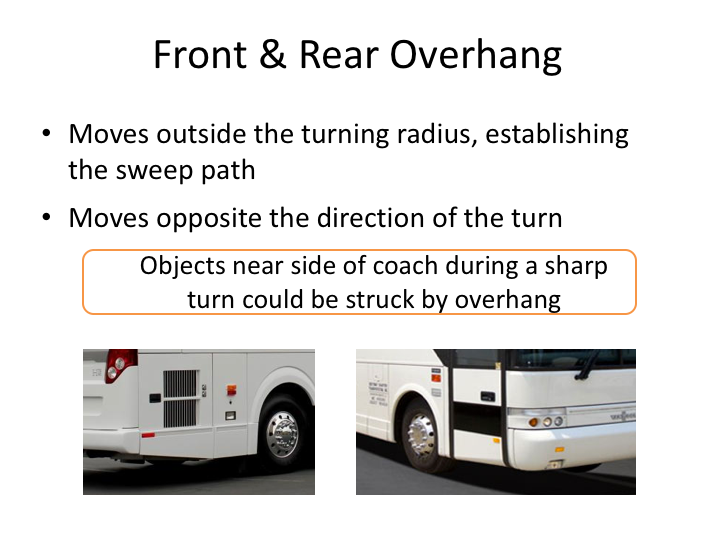 Front & Rear Overhang
• Moves outside the turning radius, establishing
the sweep path
• Moves opposite the direction of the turn
Objects near side of coach during a sharp
turn could be struck by overhang